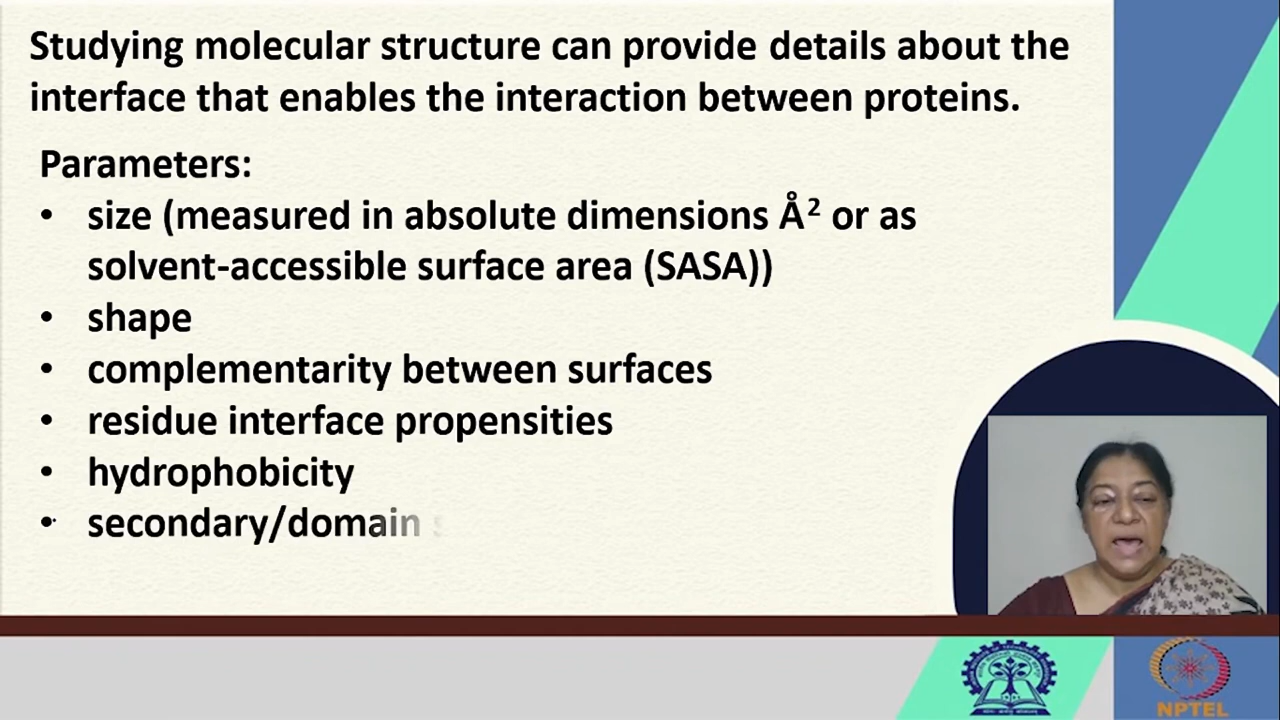 Studying molecular structure can provide details about the
interface that enables the interaction between proteins.
Parameters:
• size (measured in absolute dimensions Å² or as
solvent-accessible surface area (SASA))
• shape
• complementarity between surfaces
• residue interface propensities
• hydrophobicity
• secondary/domain s
NPTEL